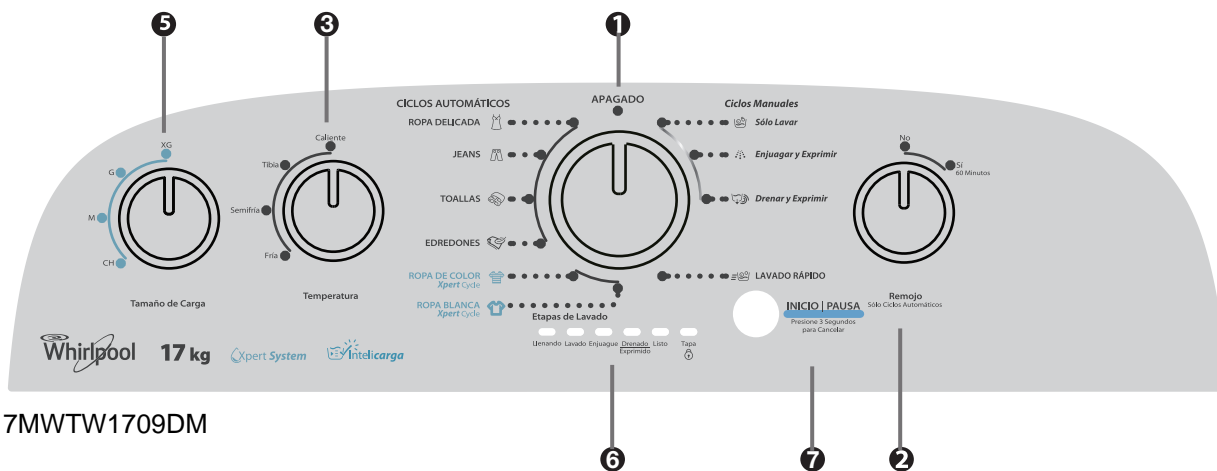 5
3
1
CICLOS AUTOMÁTICOS
APAGADO
Ciclos Manuales
ROPA DELICADA
JEANS
TOALLAS
EDREDONES
ROPA DE COLOR
Xpert Cycle
ROPA BLANCA
Xpert Cycle
Sólo Lavar
Enjuagar y Exprimir
Drenar y Exprimir
LAVADO RÁPIDO
XG
G
M
CH
Tamaño de Carga
Caliente
Tibia
Semifría
Fría
Temperatura
No
Sí
60 Minutos
Remojo
Sólo Ciclos Automáticos
INICIO | PAUSA
Presione 3 Segundos
para Cancelar
Etapas de Lavado
Llenando Lavado Enjuague Drenado Listo Tapa
Exprimido
Whirlpool
17 kg
Xpert System
Intelicarga
7MWTW1709DM
6
7
2